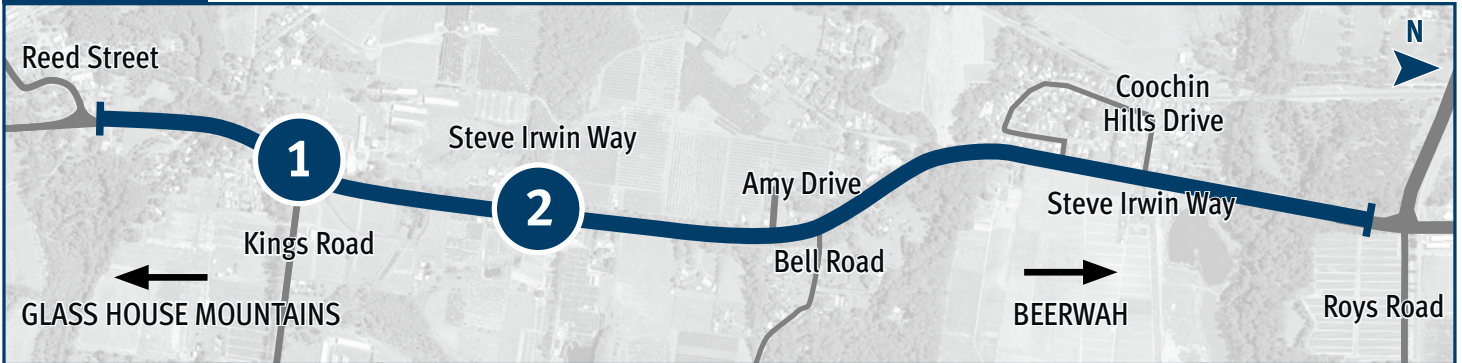 N
Reed Street
Coochin
Hills Drive
1
Steve Irwin Way
2
Amy Drive
Steve Irwin Way
Kings Road
Bell Road
GLASS HOUSE MOUNTAINS
BEERWAH
Roys Road